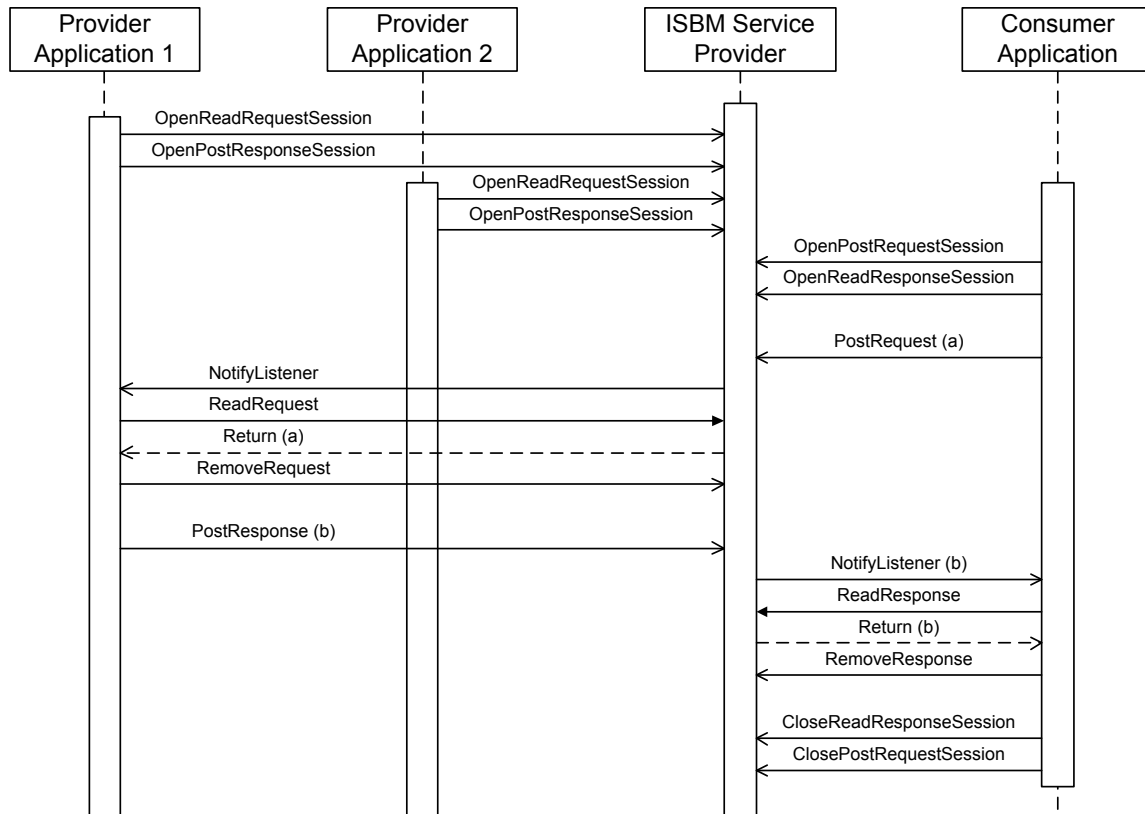 Provider
Application 1
Provider
Application 2
ISBM Service
Provider
Consumer
Application
OpenReadRequestSession
OpenPostResponseSession
OpenReadRequestSession
OpenPostResponseSession
OpenPostRequestSession
OpenReadResponseSession
PostRequest (a)
NotifyListener
ReadRequest
Return (a)
RemoveRequest
PostResponse (b)
NotifyListener (b)
ReadResponse
Return (b)
RemoveResponse
CloseReadResponseSession
ClosePostRequestSession